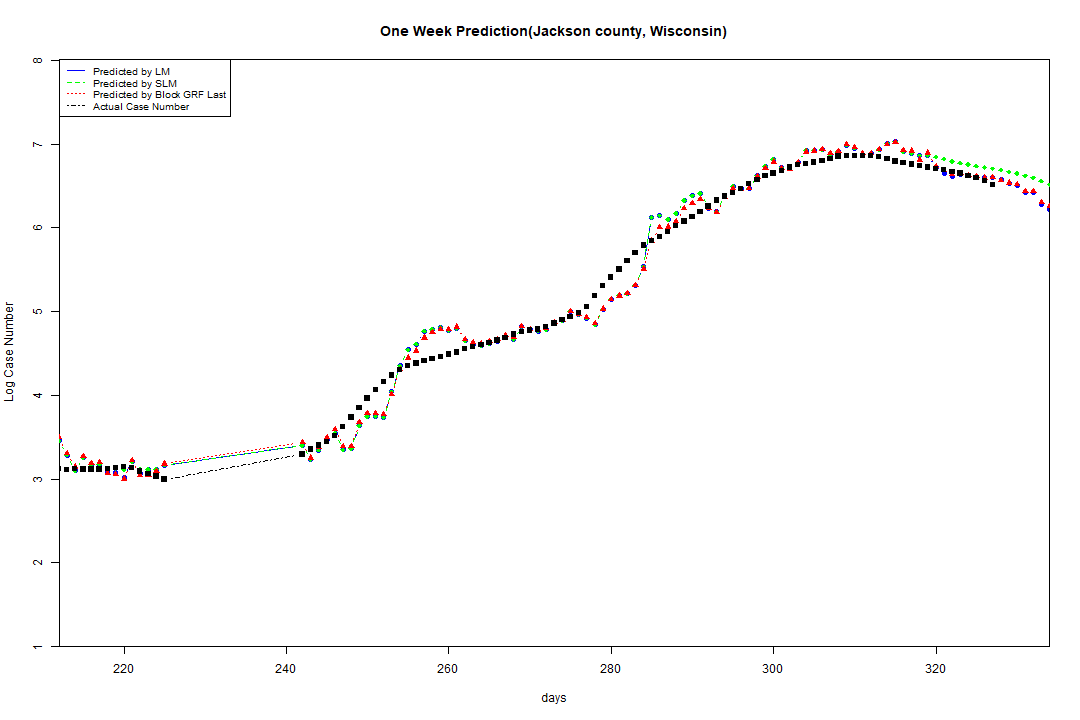 One Week Prediction(Jackson county, Wisconsin)
8
Predicted by LM
Predicted by SLM
Predicted by Block GRF Last
Actual Case Number
7
6
5
4
3
2
1
Log Case Number
220 240 260 280 300 320
days